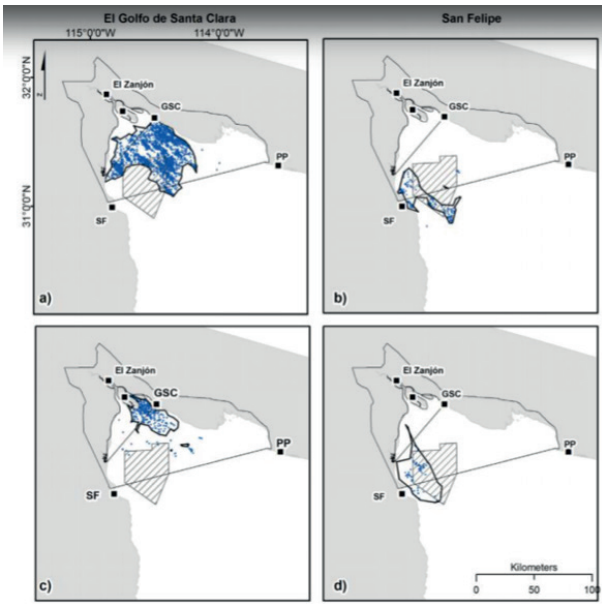 El Golfo de Santa Clara
San Felipe
115°0'0"W
114°0'0"W
32°0'0"N
31°0'0"N
N
El Zanjón
GSC
PP
SF
a)
El Zanjón
GSC
PP
SF
b)
El Zanjón
GSC
PP
SF
c)
El Zanjón
GSC
PP
SF
Kilometers
0 50 100
d)